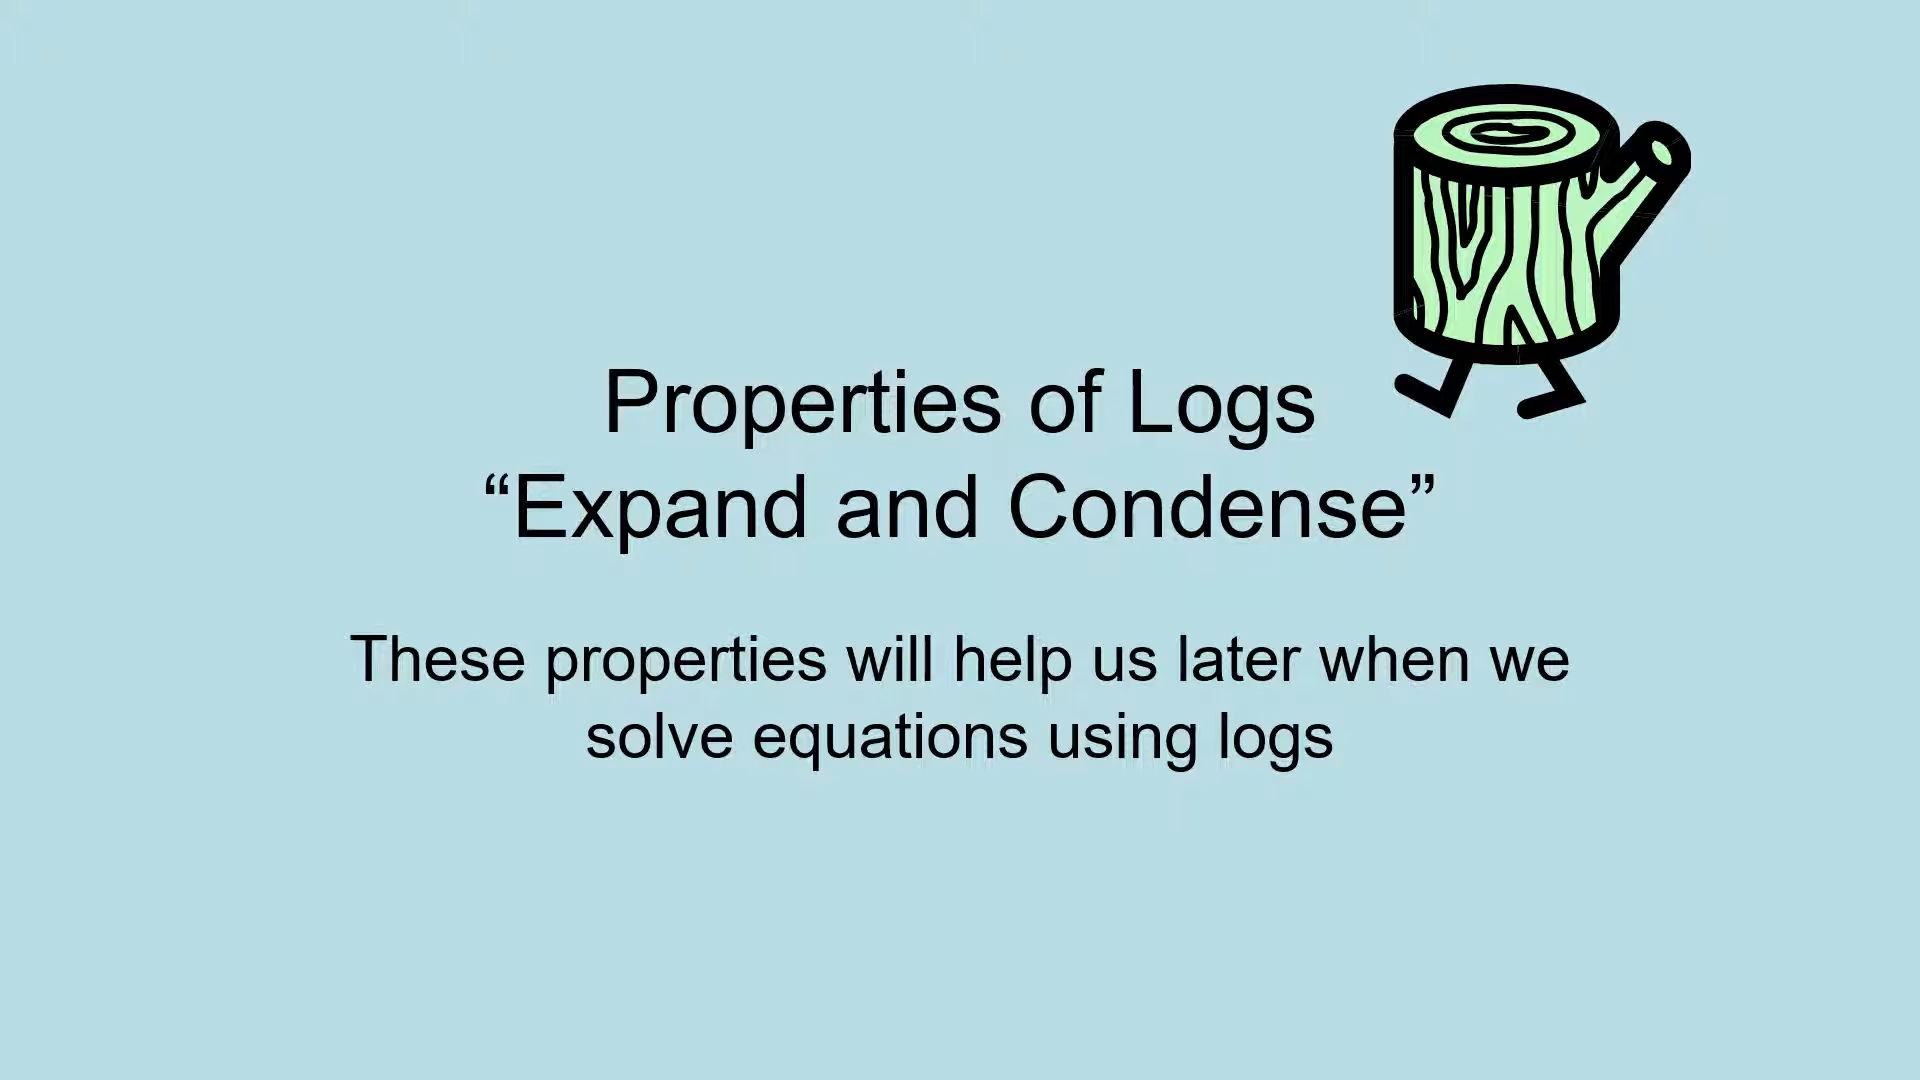 Properties of Logs
“Expand and Condense”
These properties will help us later when we
solve equations using logs